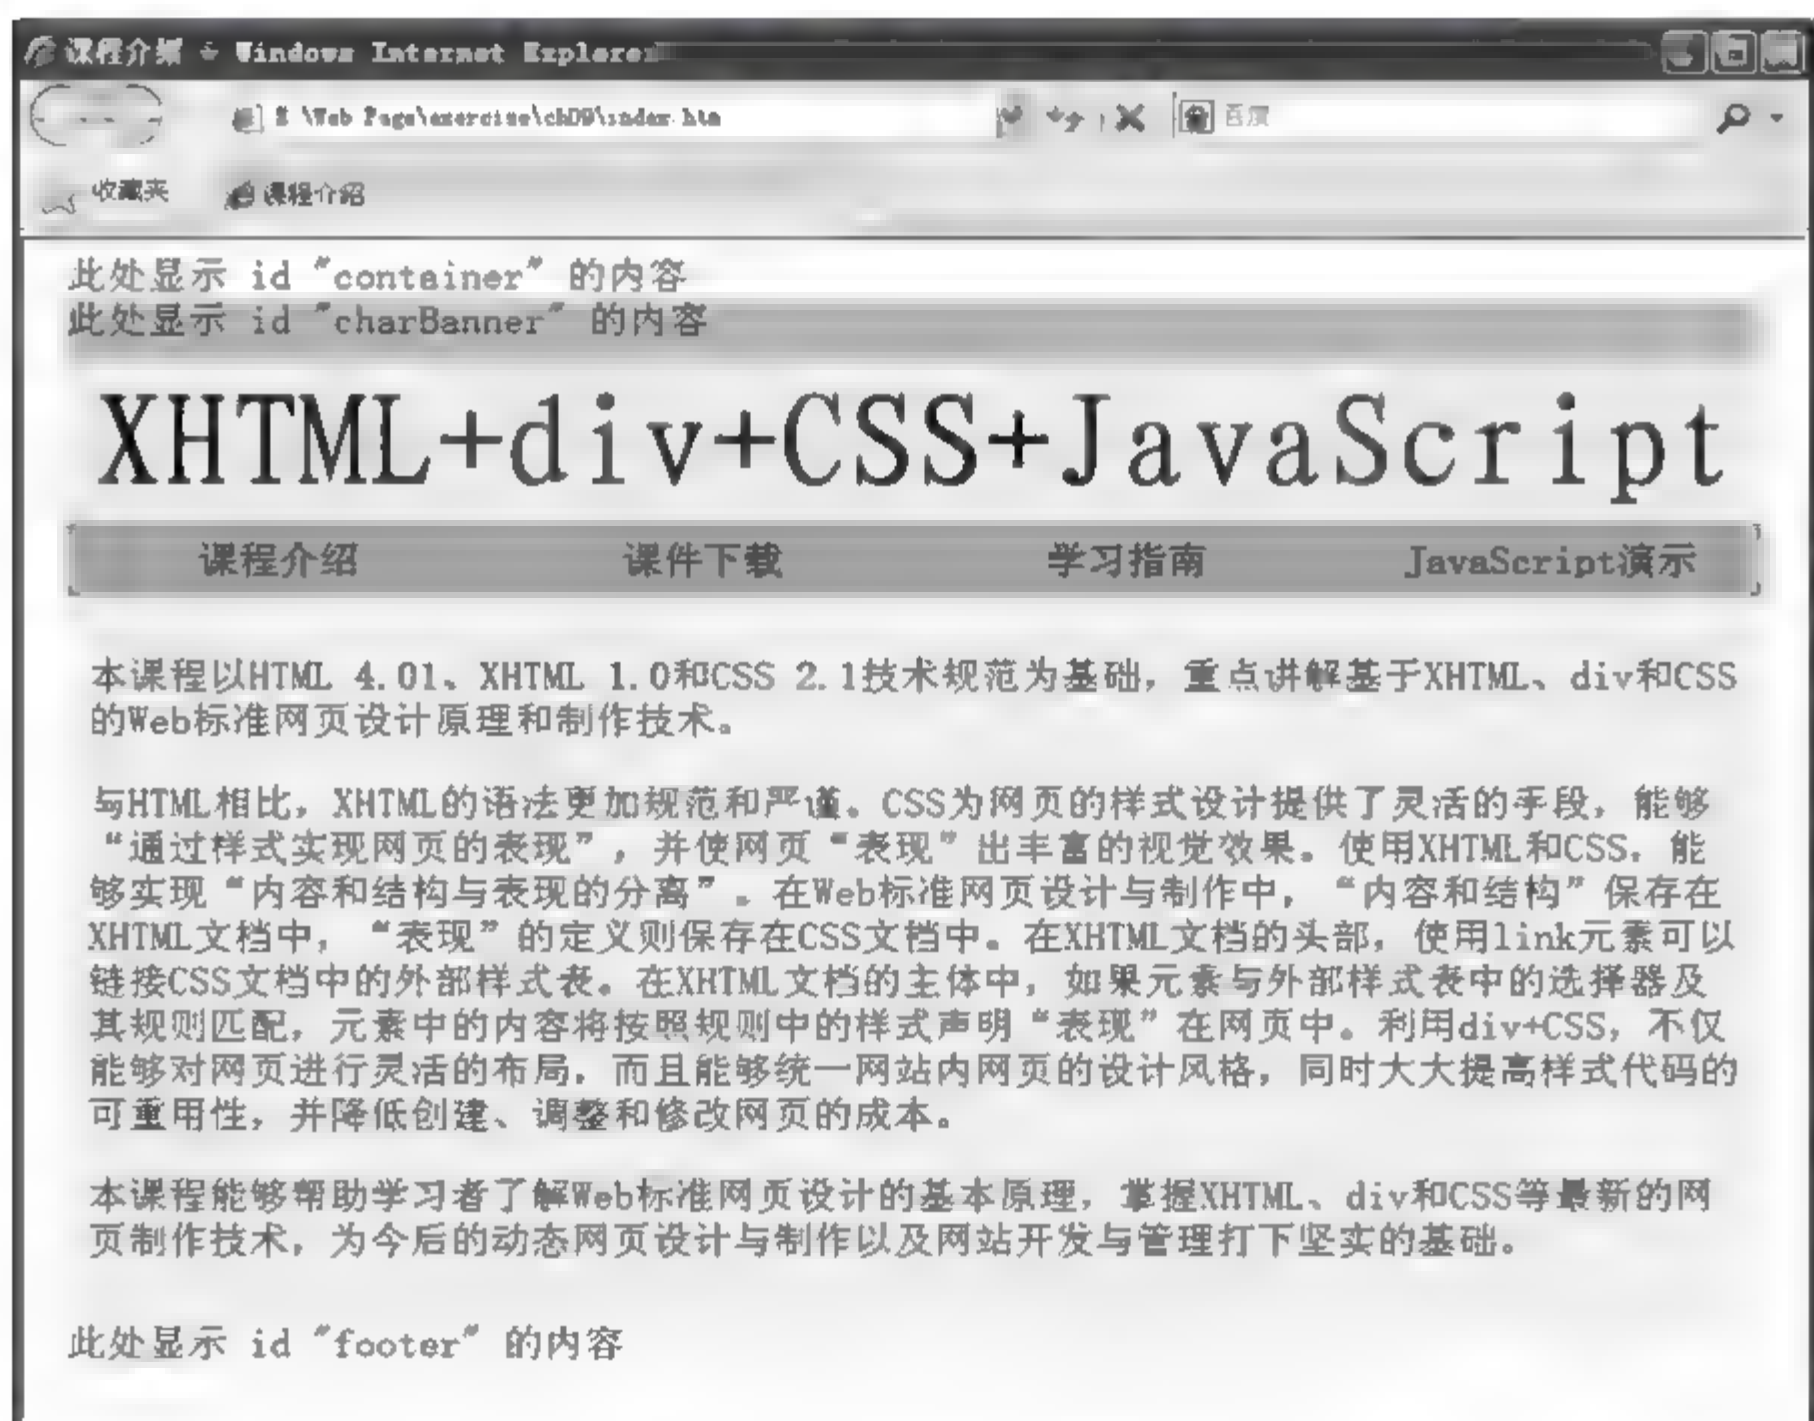 课程介绍 - Windows Internet Explorer
E:\Web Page\exercise\ch09\index.htm
百度
收藏夹
课程介绍
此处显示 id "container" 的内容
此处显示 id "charBanner" 的内容
XHTML+div+CSS+JavaScript
课程介绍
课件下载
学习指南
JavaScript演示
本课程以HTML 4.01、XHTML 1.0和CSS 2.1技术规范为基础，重点讲解基于XHTML、div和CSS
的Web标准网页设计原理和制作技术。
与HTML相比，XHTML的语法更加规范和严谨。CSS为网页的样式设计提供了灵活的手段，能够
“通过样式实现网页的表现”，并使网页“表现”出丰富的视觉效果。使用XHTML和CSS，能
够实现“内容和结构与表现的分离”。在Web标准网页设计与制作中，“内容和结构”保存在
XHTML文档中，“表现”的定义则保存在CSS文档中。在XHTML文档的头部，使用link元素可以
链接CSS文档中的外部样式表。在XHTML文档的主体中，如果元素与外部样式表中的选择器及
其规则匹配，元素中的内容将按照规则中的样式声明“表现”在网页中。利用div+CSS，不仅
能够对网页进行灵活的布局，而且能够统一网站内网页的设计风格，同时大大提高样式代码的
可重用性，并降低创建、调整和修改网页的成本。
本课程能够帮助学习者了解Web标准网页设计的基本原理，掌握XHTML、div和CSS等最新的网
页制作技术，为今后的动态网页设计与制作以及网站开发与管理打下坚实的基础。
此处显示 id "footer" 的内容